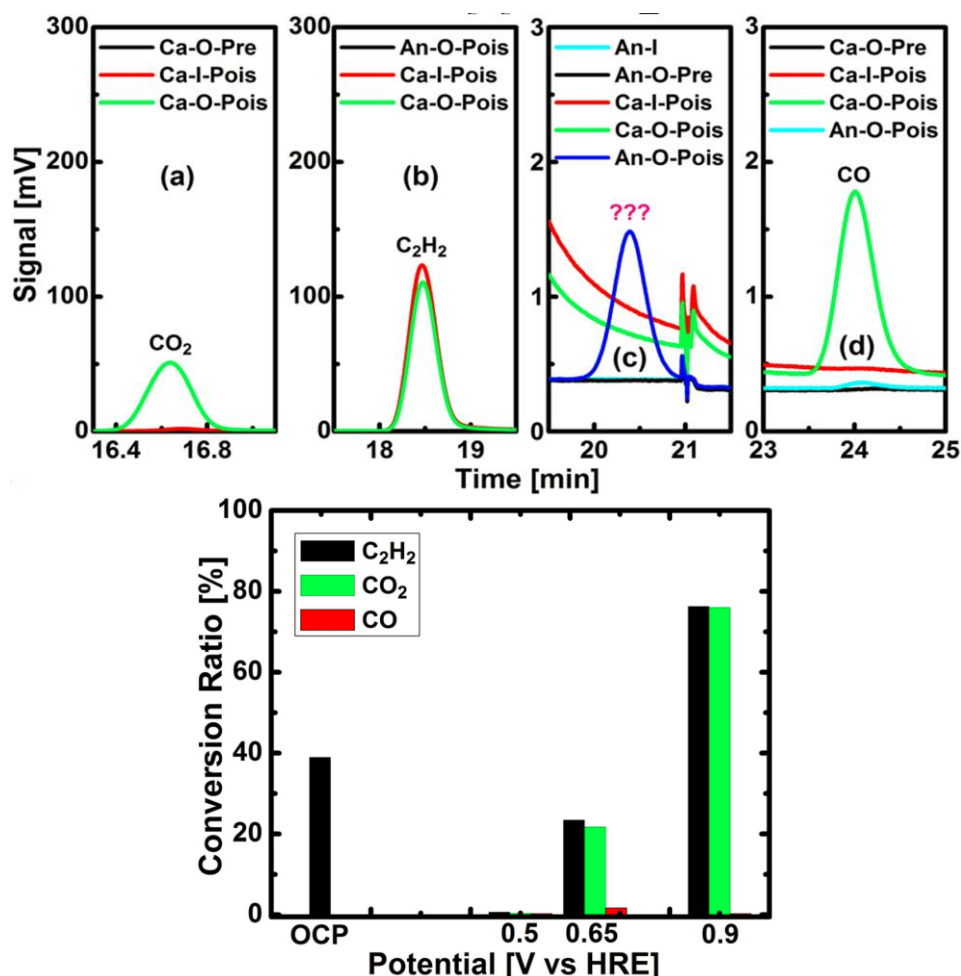 Signal [mV]
300
200
100
0
Ca-O-Pre
Ca-I-Pois
Ca-O-Pois
(a)
CO₂
16.4 16.8
300
200
100
0
An-O-Pois
Ca-I-Pois
Ca-O-Pois
(b)
C₂H₂
18 19
3
2
1
0
An-I
An-O-Pre
Ca-I-Pois
Ca-O-Pois
An-O-Pois
???
(c)
20 21
3
2
1
0
Ca-O-Pre
Ca-I-Pois
Ca-O-Pois
An-O-Pois
CO
(d)
23 24 25
Time [min]
Conversion Ratio [%]
100
80
60
40
20
0
C₂H₂
CO₂
CO
OCP 0.5 0.65 0.9
Potential [V vs HRE]